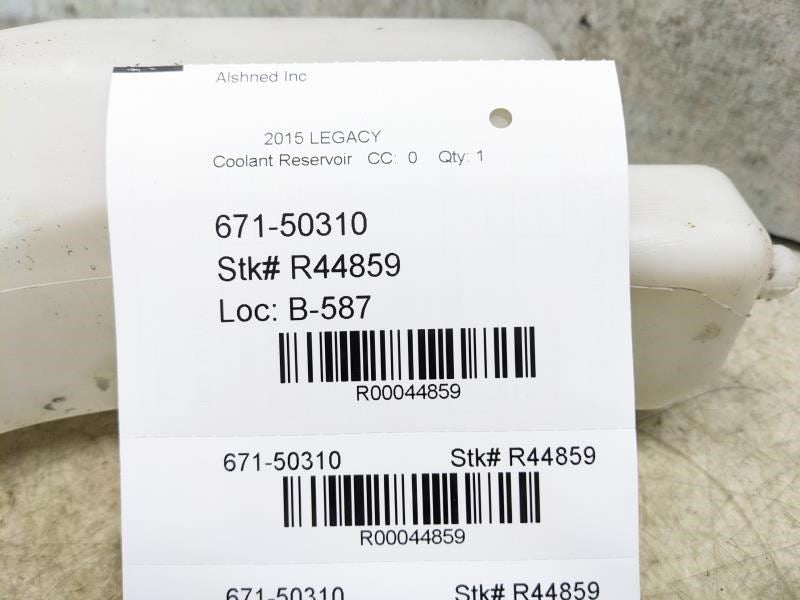 Alshned Inc
2015 LEGACY
Coolant Reservoir CC: 0 Qty: 1
671-50310
Stk# R44859
Loc: B-587
R00044859
671-50310 Stk# R44859
R00044859
671-50310 Stk# R44859